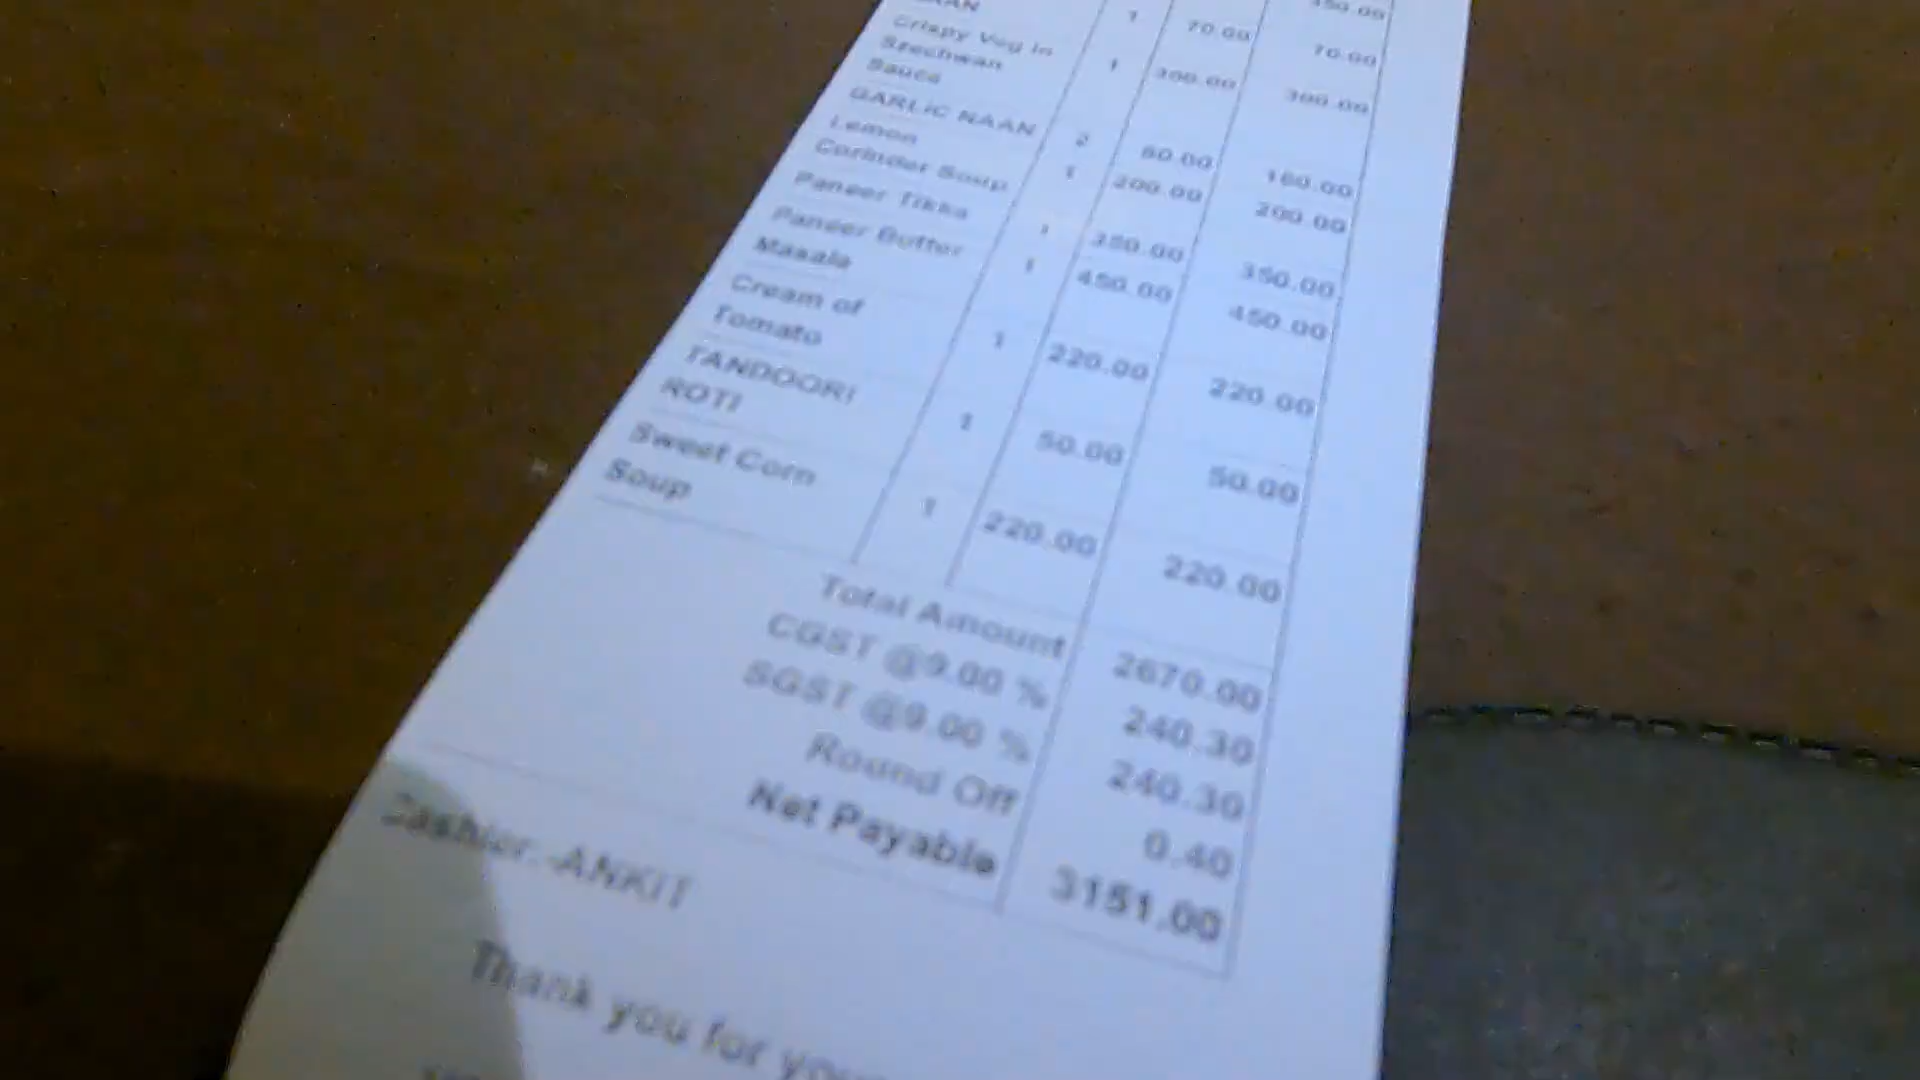 1 70.00 70.00
Crispy Veg in
Szechwan
Sauce
1 300.00 300.00
GARLIC NAAN 2 80.00 160.00
Lemon
Corinder Soup
1 200.00 200.00
Paneer Tikka 1 350.00 350.00
Paneer Butter
Masala
1 450.00 450.00
Cream of
Tomato
1 220.00 220.00
TANDOORI
ROTI
1 50.00 50.00
Sweet Corn
Soup
1 220.00 220.00
Total Amount 2670.00
CGST @9.00 % 240.30
SGST @9.00 % 240.30
Round Off 0.40
Net Payable 3151.00
Cashier: ANKIT
Thank you for